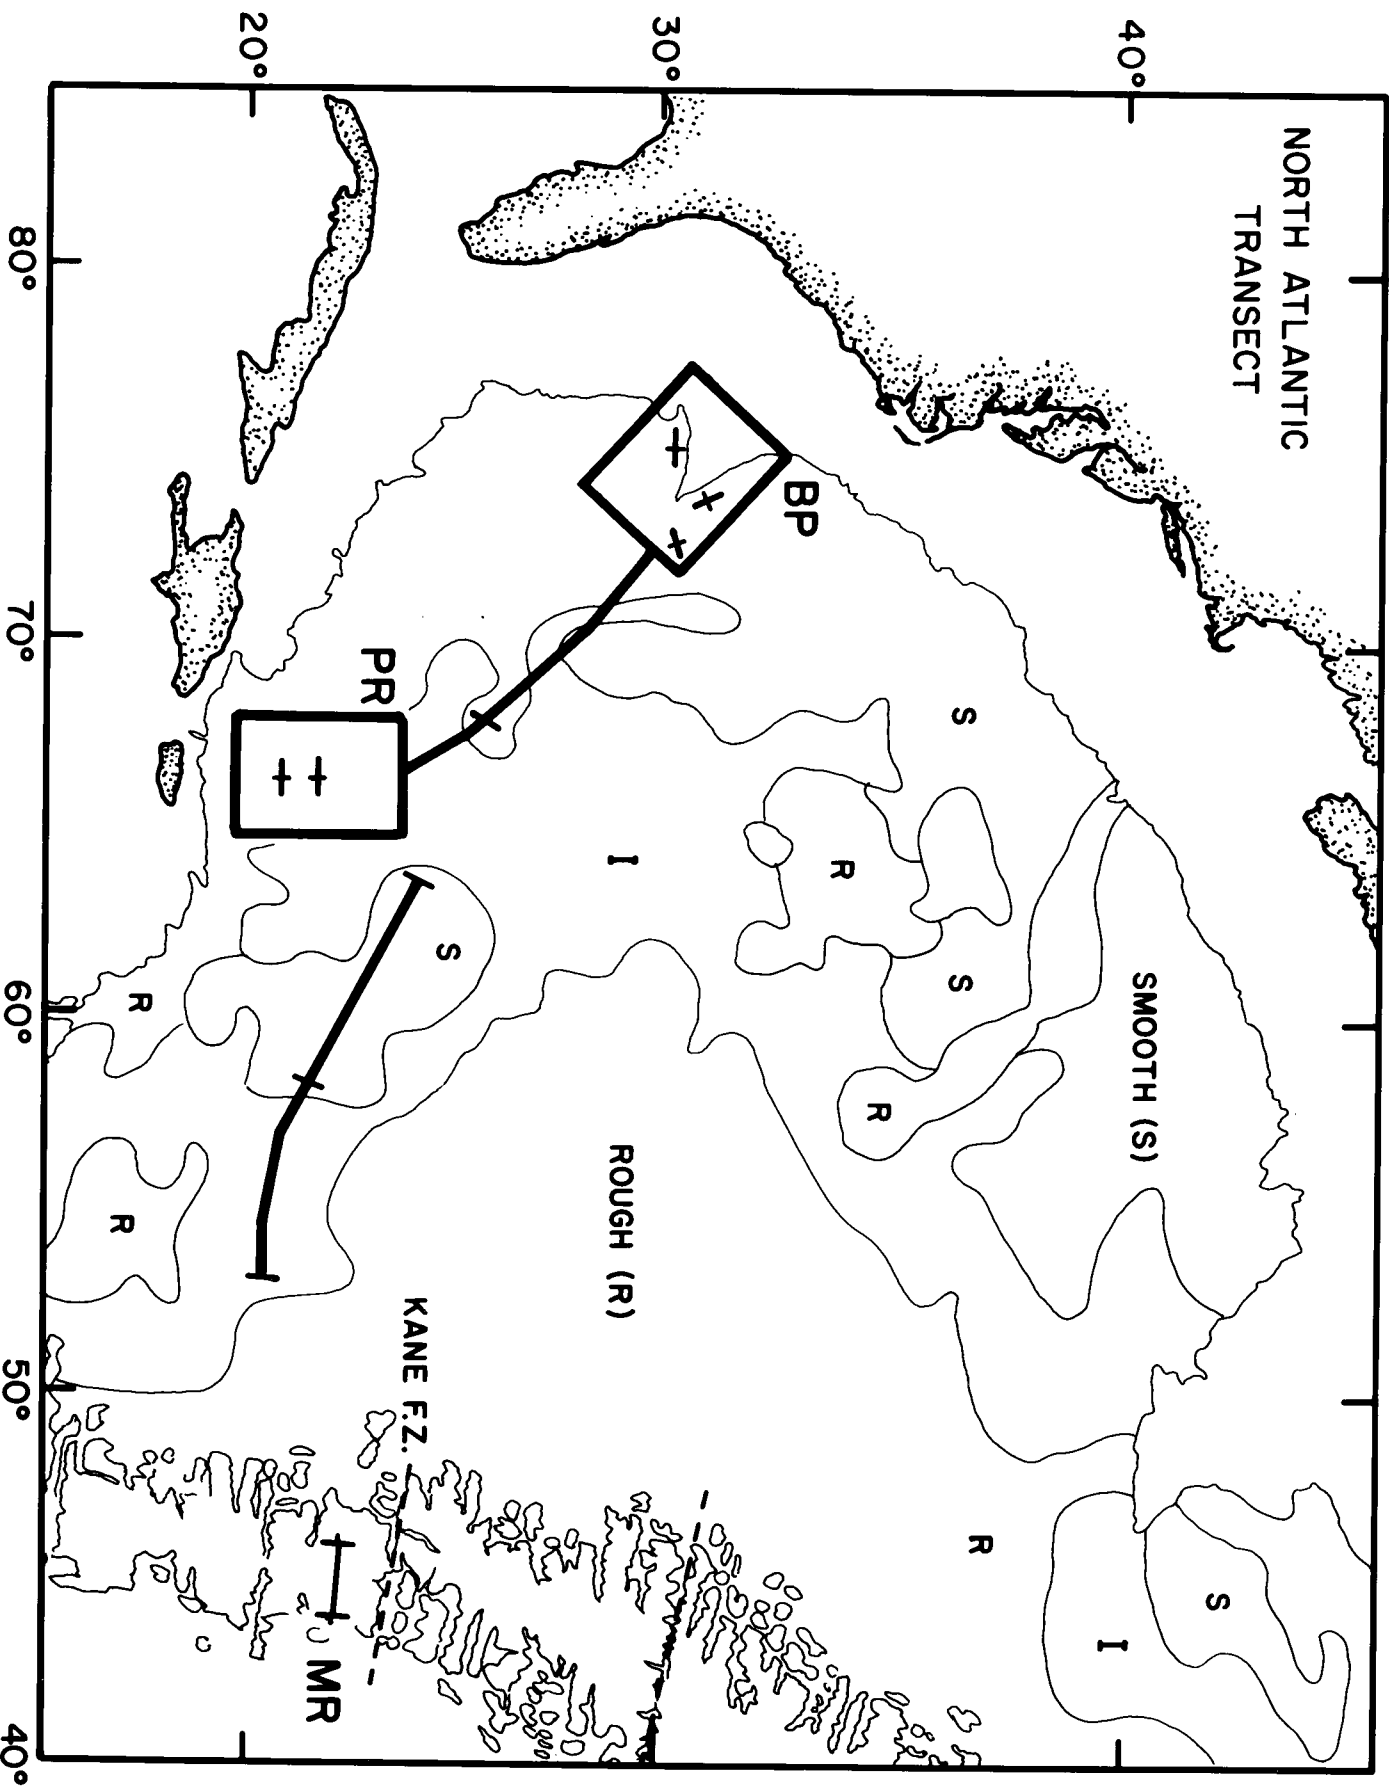 NORTH ATLANTIC
TRANSECT
40°
30°
20°
80°
70°
60°
50°
40°
BP
PR
S
I
R
S
S
SMOOTH (S)
R
R
R
ROUGH (R)
KANE F.Z.
R
S
I
MR